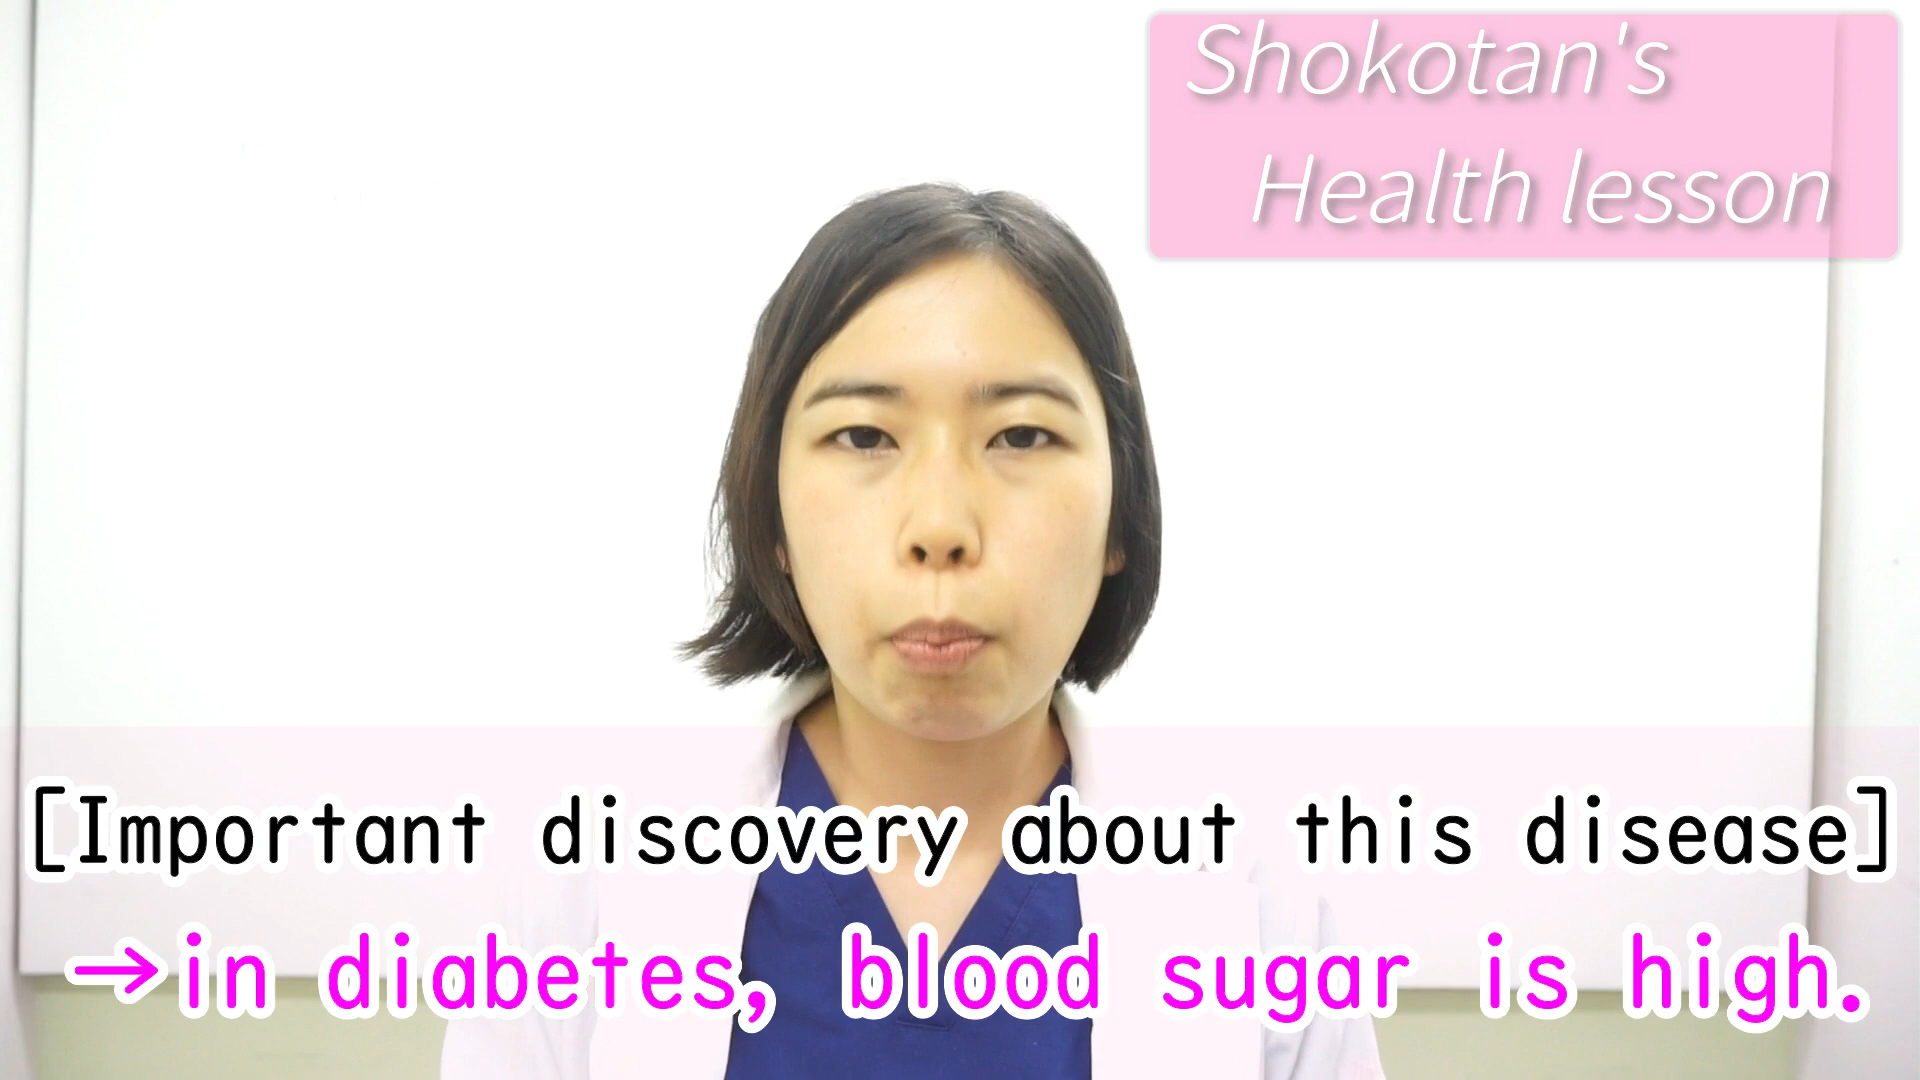 Shokotan's
Health lesson
[Important discovery about this disease]
→in diabetes, blood sugar is high.